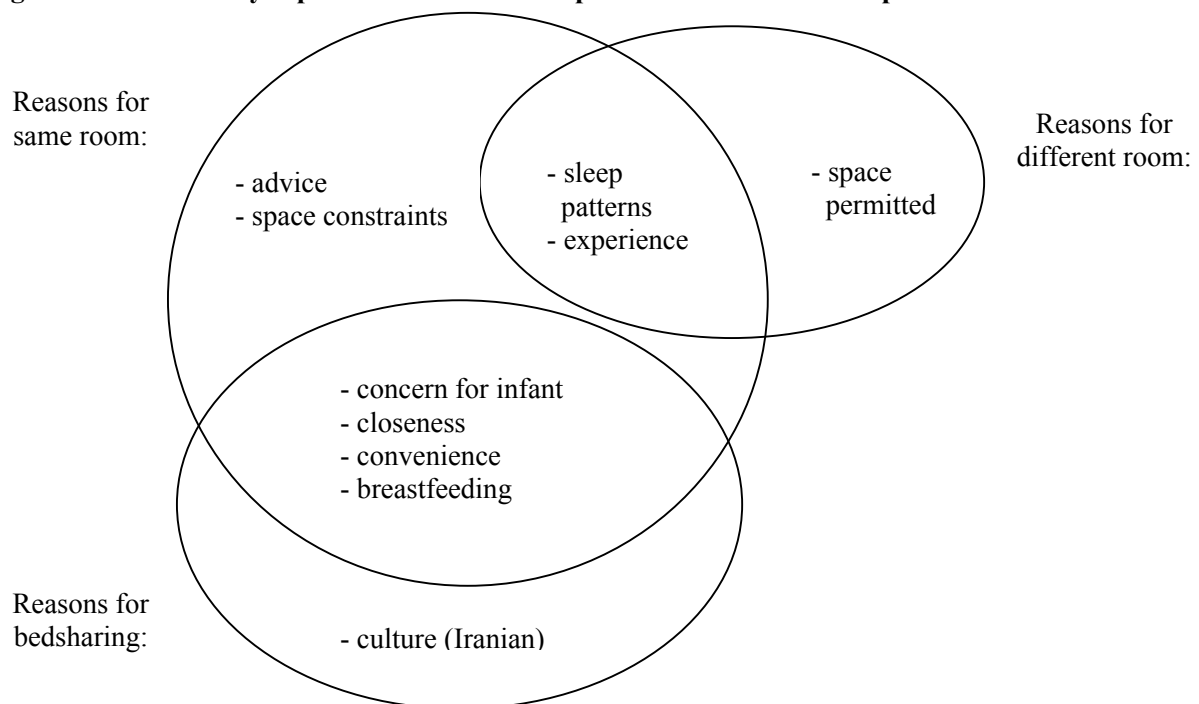 Reasons for
same room:
Reasons for
different room:
- advice
- space constraints
- sleep
patterns
- experience
- space
permitted
- concern for infant
- closeness
- convenience
- breastfeeding
Reasons for
bedsharing:
- culture (Iranian)